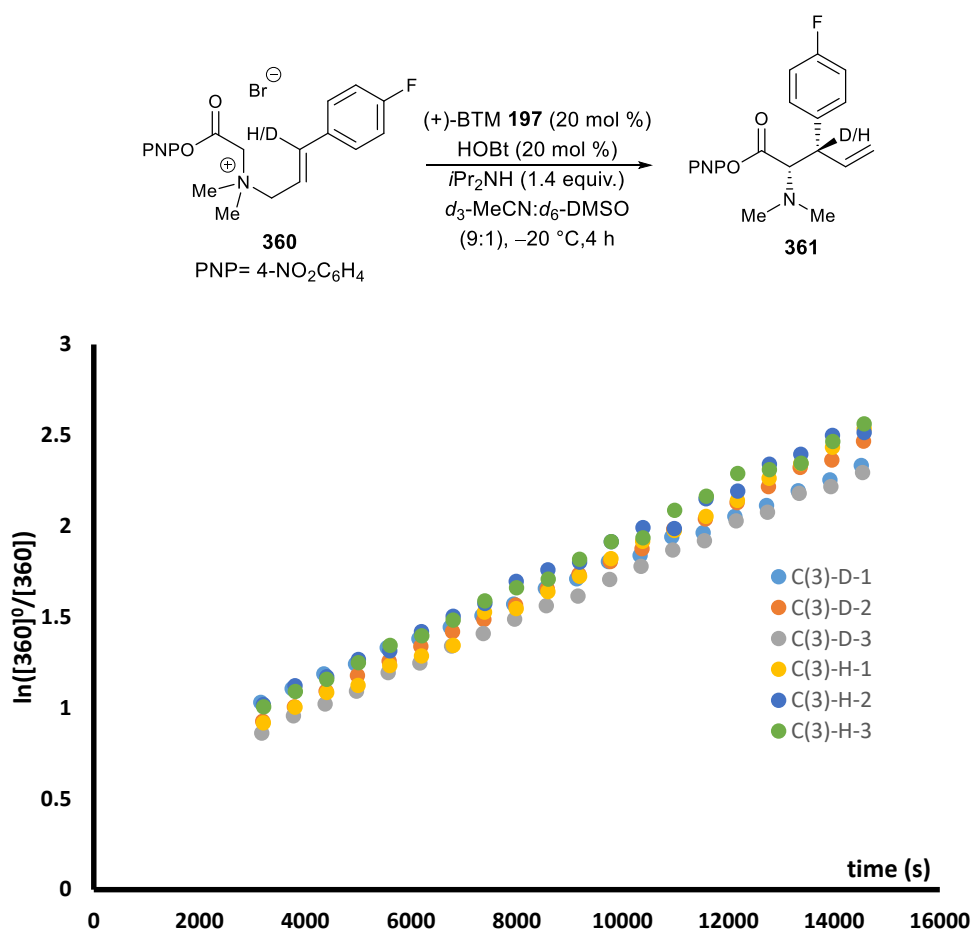 F
Br ⊖
F
O
H/D
PNPO
⊕
N
Me
Me
360
PNP= 4-NO₂C₆H₄
(+)-BTM 197 (20 mol %)
HOBt (20 mol %)
iPr₂NH (1.4 equiv.)
d₃-MeCN:d₆-DMSO
(9:1), –20 °C,4 h
O
D/H
PNPO
N
Me
Me
361
ln([360]⁰/[360])
3
2.5
2
1.5
1
0.5
0
C(3)-D-1
C(3)-D-2
C(3)-D-3
C(3)-H-1
C(3)-H-2
C(3)-H-3
time (s)
0 2000 4000 6000 8000 10000 12000 14000 16000